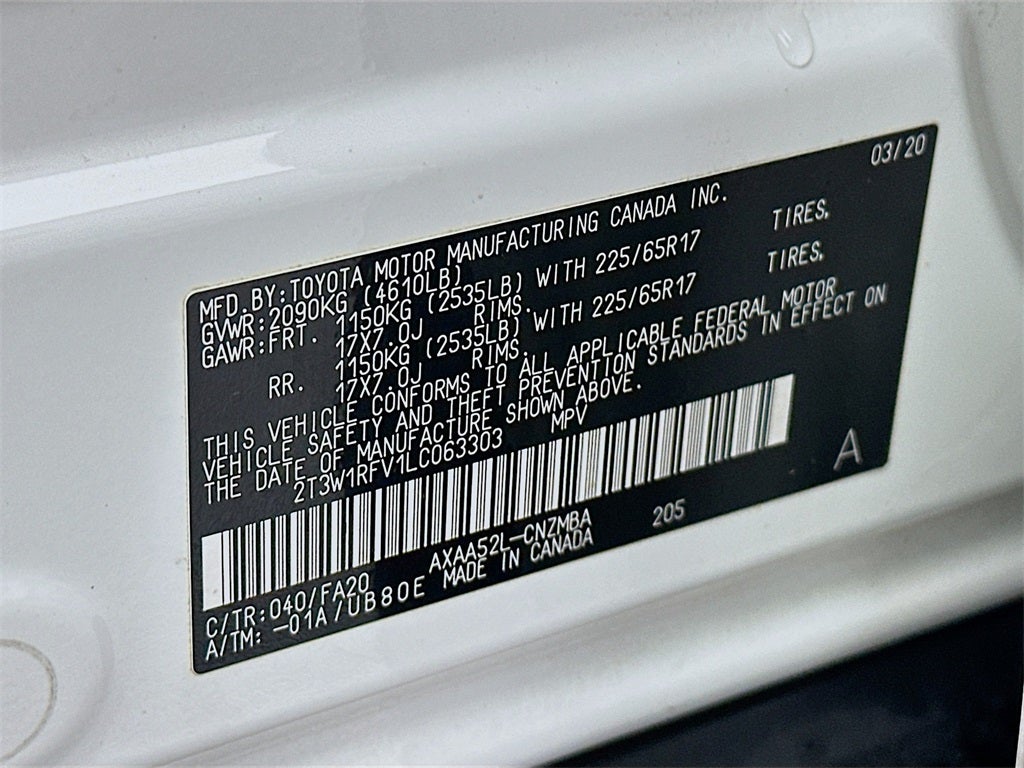 03/20
MFD.BY:TOYOTA MOTOR MANUFACTURING CANADA INC.
GVWR:2090KG (4610LB)
GAWR:FRT. 1150KG (2535LB) WITH 225/65R17 TIRES,
17X7.0J RIMS.
RR. 1150KG (2535LB) WITH 225/65R17 TIRES,
17X7.0J RIMS.
THIS VEHICLE CONFORMS TO ALL APPLICABLE FEDERAL MOTOR
VEHICLE SAFETY AND THEFT PREVENTION STANDARDS IN EFFECT ON
THE DATE OF MANUFACTURE SHOWN ABOVE.
2T3W1RFV1LC063303 MPV
A
AXAA52L-CNZMBA 205
C/TR:040/FA20 MADE IN CANADA
A/TM: -01A/UB80E